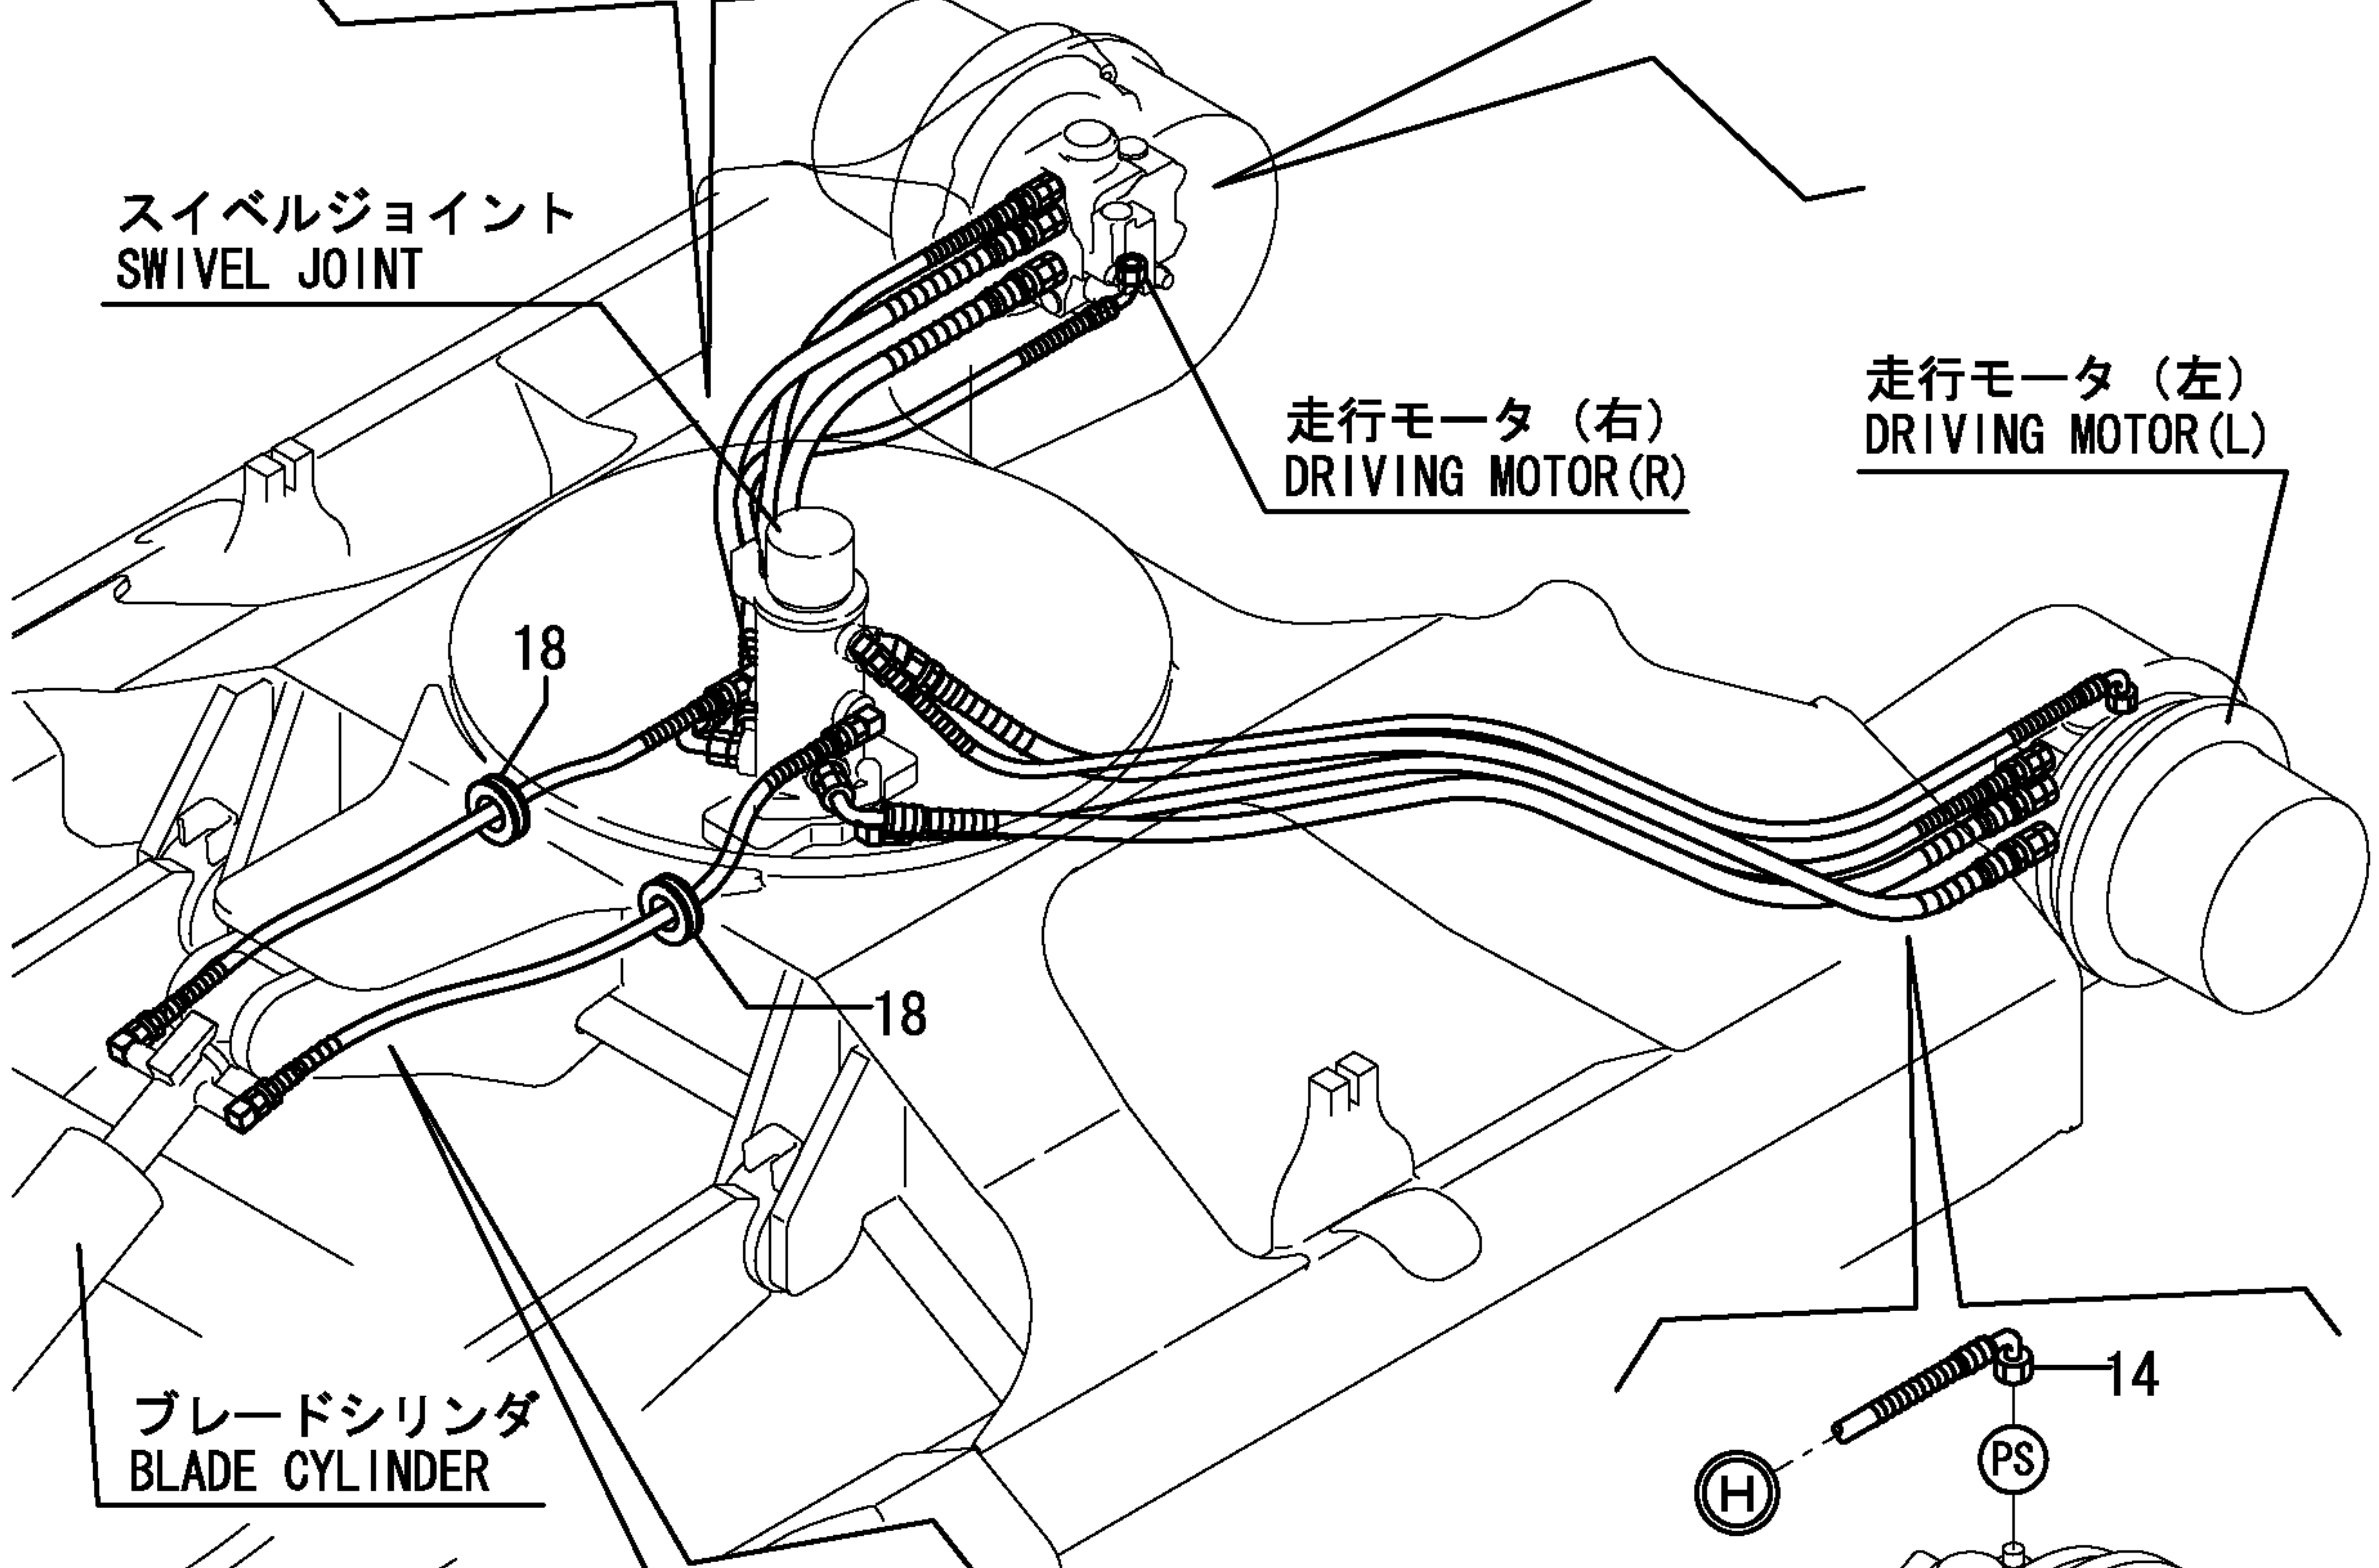 スイベルジョイント
SWIVEL JOINT
走行モータ (左)
DRIVING MOTOR(L)
走行モータ (右)
DRIVING MOTOR(R)
18
18
14
PS
H
ブレードシリンダ
BLADE CYLINDER